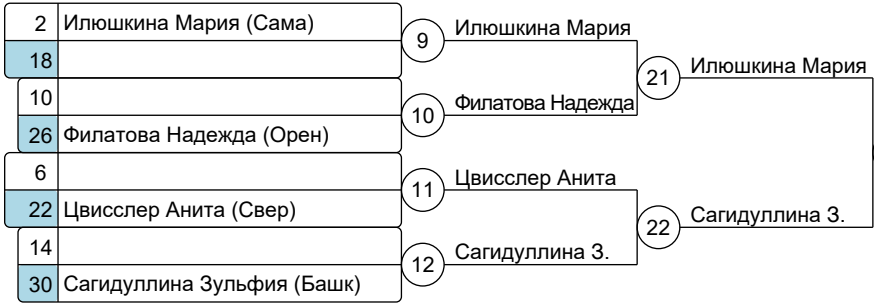 2 Илюшкина Мария (Сама)
18
10
26 Филатова Надежда (Орен)
6
22 Цвисслер Анита (Свер)
14
30 Сагидуллина Зульфия (Башк)
9 Илюшкина Мария
10 Филатова Надежда
11 Цвисслер Анита
12 Сагидуллина З.
21 Илюшкина Мария
22 Сагидуллина З.